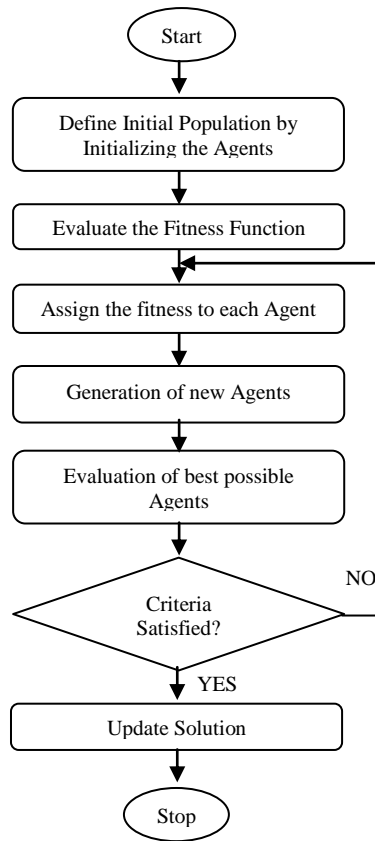 Start
Define Initial Population by
Initializing the Agents
Evaluate the Fitness Function
Assign the fitness to each Agent
Generation of new Agents
Evaluation of best possible
Agents
NO
Criteria
Satisfied?
YES
Update Solution
Stop